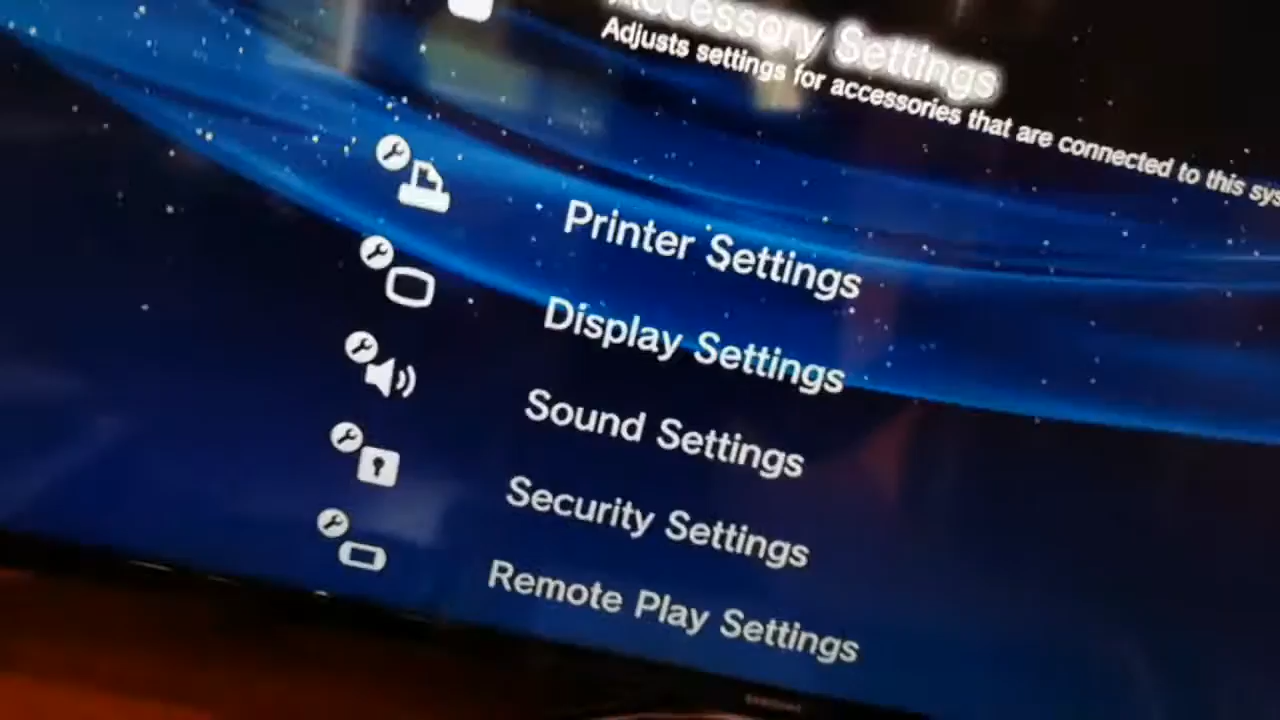 Accessory Settings
Adjusts settings for accessories that are connected to this sys
Printer Settings
Display Settings
Sound Settings
Security Settings
Remote Play Settings
SAMSUNG